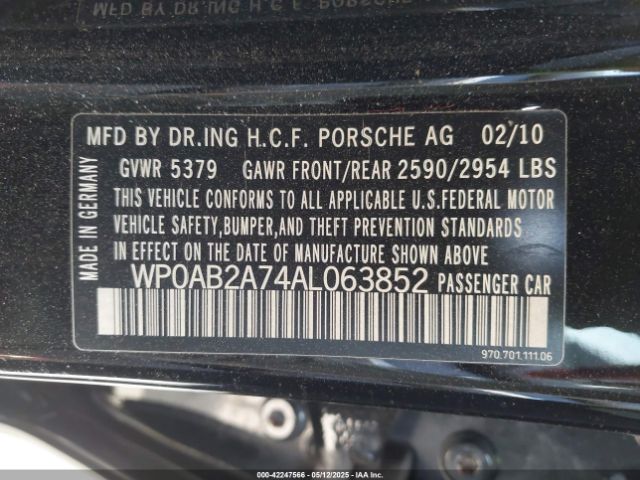 MFD BY DR.ING H.C.F. PORSCHE AG 02/10
GVWR 5379 GAWR FRONT/REAR 2590/2954 LBS
THIS VEHICLE CONFORMS TO ALL APPLICABLE U.S.FEDERAL MOTOR
VEHICLE SAFETY,BUMPER,AND THEFT PREVENTION STANDARDS
IN EFFECT ON THE DATE OF MANUFACTURE SHOWN ABOVE
WP0AB2A74AL063852 PASSENGER CAR
MADE IN GERMANY
970.701.111.06
Stock No: 42247566 - 05/12/2025 - IAA Inc.